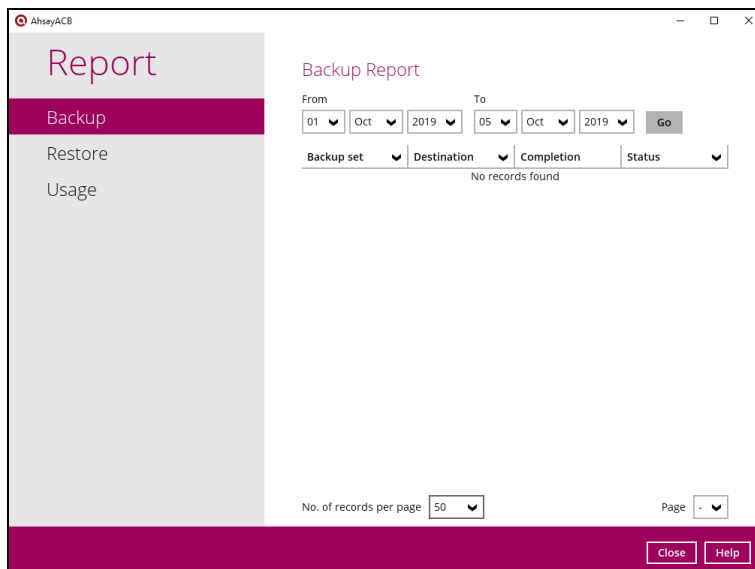 AhsayACB
Report
Backup
Restore
Usage
Backup Report
From To
01 Oct 2019 05 Oct 2019 Go
Backup set Destination Completion Status
No records found
No. of records per page 50 Page -
Close Help